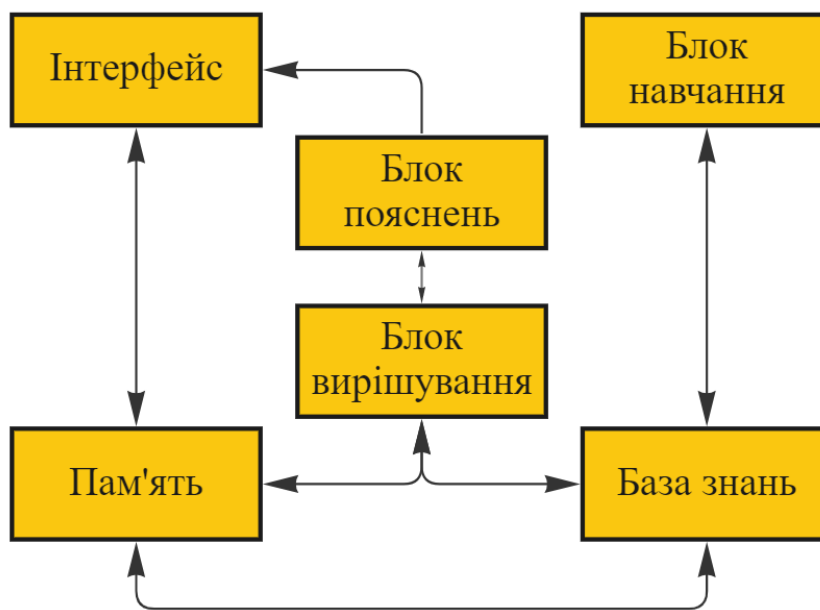 Інтерфейс
Блок
навчання
Блок
пояснень
Блок
вирішування
Пам'ять
База знань